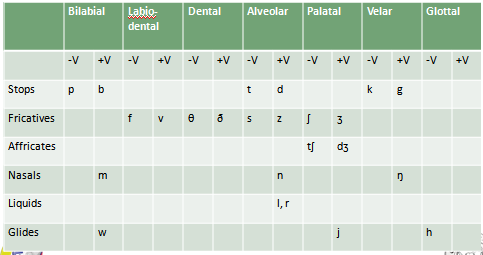 Bilabial Labio-dental Dental Alveolar Palatal Velar Glottal
-V +V -V +V -V +V -V +V -V +V -V +V -V +V
Stops p b t d k g
Fricatives f v θ ð s z ʃ ʒ
Affricates tʃ dʒ
Nasals m n ŋ
Liquids l, r
Glides w j h